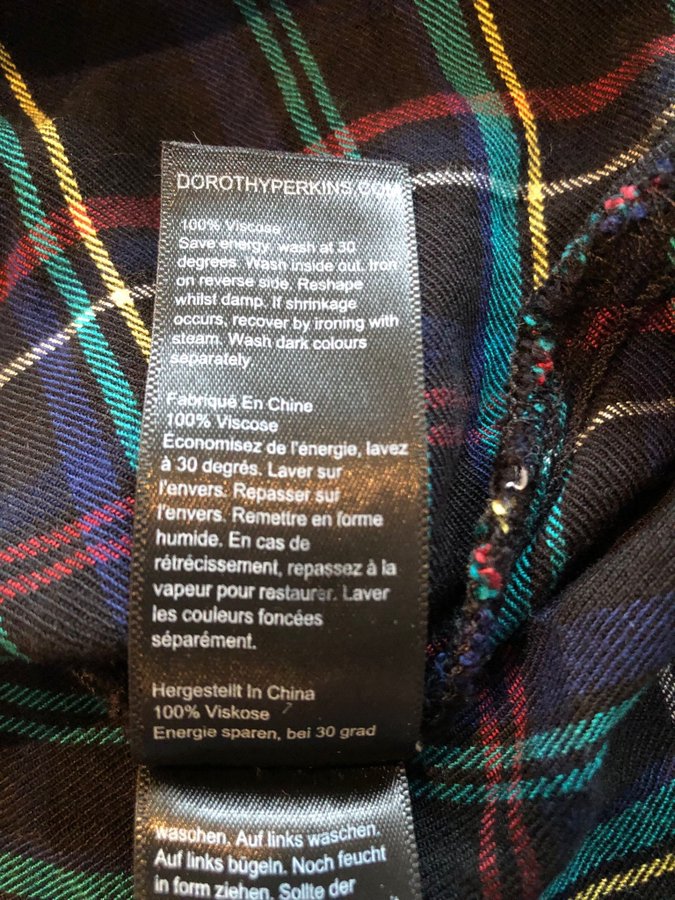 DOROTHYPERKINS.COM
100% Viscose
Save energy, wash at 30
degrees. Wash inside out. Iron
on reverse side. Reshape
whilst damp. If shrinkage
occurs, recover by ironing with
steam. Wash dark colours
separately
Fabriqué En Chine
100% Viscose
Économisez de l'énergie, lavez
à 30 degrés. Laver sur
l'envers. Repasser sur
l'envers. Remettre en forme
humide. En cas de
rétrécissement, repassez à la
vapeur pour restaurer. Laver
les couleurs foncées
séparément.
Hergestellt In China
100% Viskose
Energie sparen, bei 30 grad
waschen. Auf links waschen.
Auf links bügeln. Noch feucht
in form ziehen. Sollte der